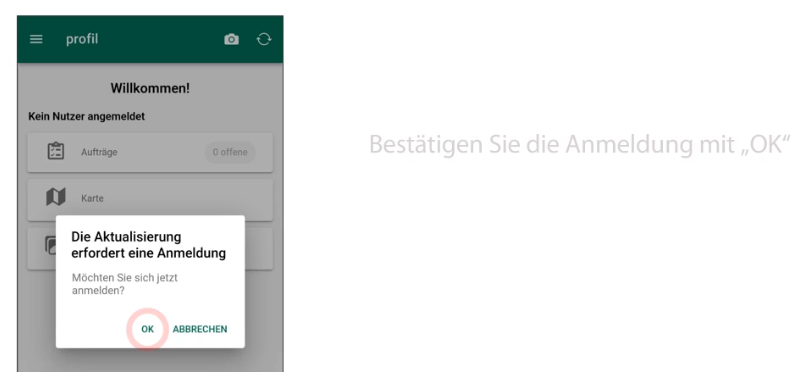 profil
Willkommen!
Kein Nutzer angemeldet
Aufträge
0 offene
Karte
Die Aktualisierung
erfordert eine Anmeldung
Möchten Sie sich jetzt
anmelden?
OK
ABBRECHEN
Bestätigen Sie die Anmeldung mit „OK“